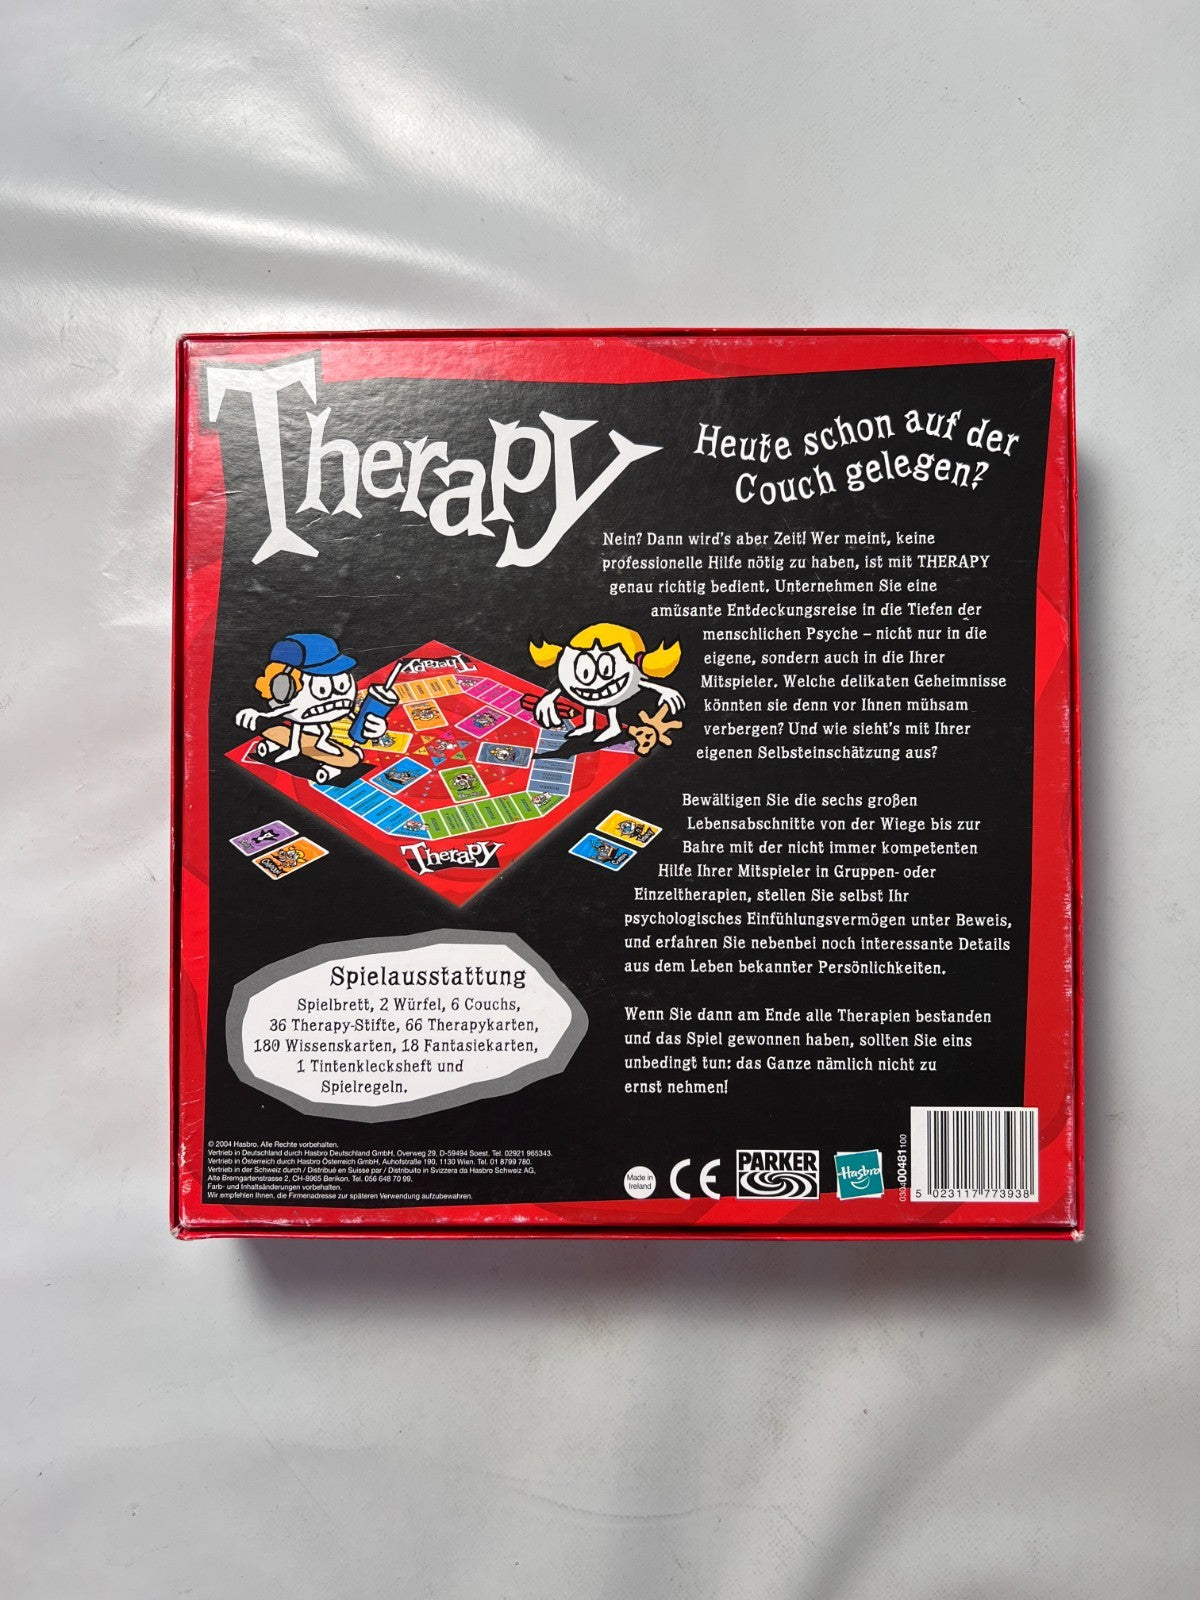 Therapy
Heute schon auf der
Couch gelegen?
Nein? Dann wird's aber Zeit! Wer meint, keine
professionelle Hilfe nötig zu haben, ist mit THERAPY
genau richtig bedient. Unternehmen Sie eine
amüsante Entdeckungsreise in die Tiefen der
menschlichen Psyche – nicht nur in die
eigene, sondern auch in die Ihrer
Mitspieler. Welche delikaten Geheimnisse
könnten sie denn vor Ihnen mühsam
verbergen? Und wie sieht's mit Ihrer
eigenen Selbsteinschätzung aus?
Bewältigen Sie die sechs großen
Lebensabschnitte von der Wiege bis zur
Bahre mit der nicht immer kompetenten
Hilfe Ihrer Mitspieler in Gruppen- oder
Einzeltherapien, stellen Sie selbst Ihr
psychologisches Einfühlungsvermögen unter Beweis,
und erfahren Sie nebenbei noch interessante Details
aus dem Leben bekannter Persönlichkeiten.
Wenn Sie dann am Ende alle Therapien bestanden
und das Spiel gewonnen haben, sollten Sie eins
unbedingt tun: das Ganze nämlich nicht zu
ernst nehmen!
Therapy
Therapy
Spielausstattung
Spielbrett, 2 Würfel, 6 Couchs,
36 Therapy-Stifte, 66 Therapykarten,
180 Wissenskarten, 18 Fantasiekarten,
1 Tintenklecksheft und
Spielregeln.
© 2004 Hasbro. Alle Rechte vorbehalten.
Vertrieb in Deutschland durch Hasbro Deutschland GmbH, Overweg 29, D-59494 Soest. Tel. 02921 965343.
Vertrieb in Österreich durch Hasbro Österreich GmbH, Auhofstraße 190, 1130 Wien. Tel. 01 8799 780.
Vertrieb in der Schweiz durch / Distribué en Suisse par / Distribuito in Svizzera da Hasbro Schweiz AG,
Alte Bremgartenstrasse 2, CH-8965 Berikon. Tel. 056 648 70 99.
Farb- und Inhaltsänderungen vorbehalten.
Wir empfehlen Ihnen, die Firmenadresse zur späteren Verwendung aufzubewahren.
Made in
Ireland
CE
PARKER
Hasbro
030400481100
5 023117 773938